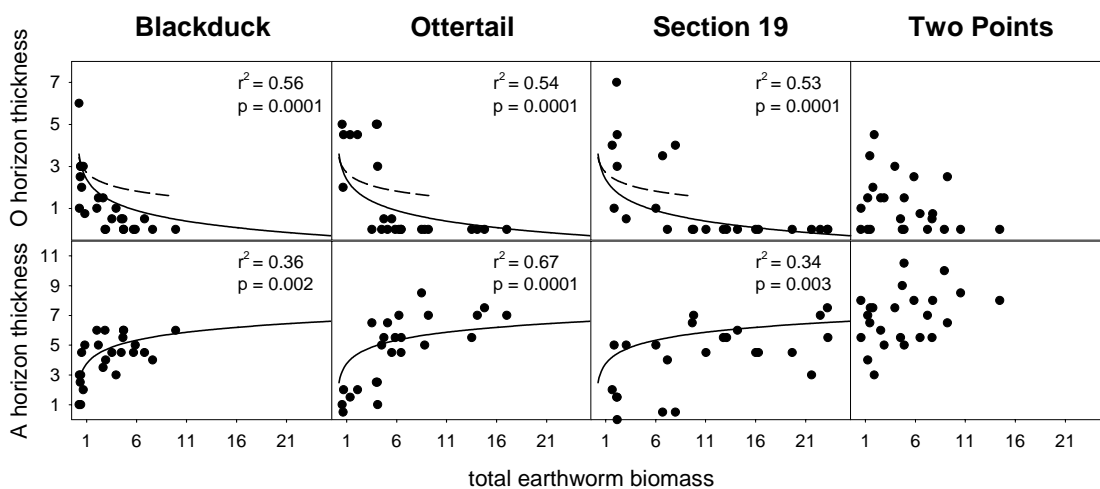 Blackduck Ottertail Section 19 Two Points
O horizon thickness
7
5
3
1
r² = 0.56
p = 0.0001
r² = 0.54
p = 0.0001
r² = 0.53
p = 0.0001
A horizon thickness
11
9
7
5
3
1
r² = 0.36
p = 0.002
r² = 0.67
p = 0.0001
r² = 0.34
p = 0.003
1 6 11 16 21 1 6 11 16 21 1 6 11 16 21 1 6 11 16 21
total earthworm biomass